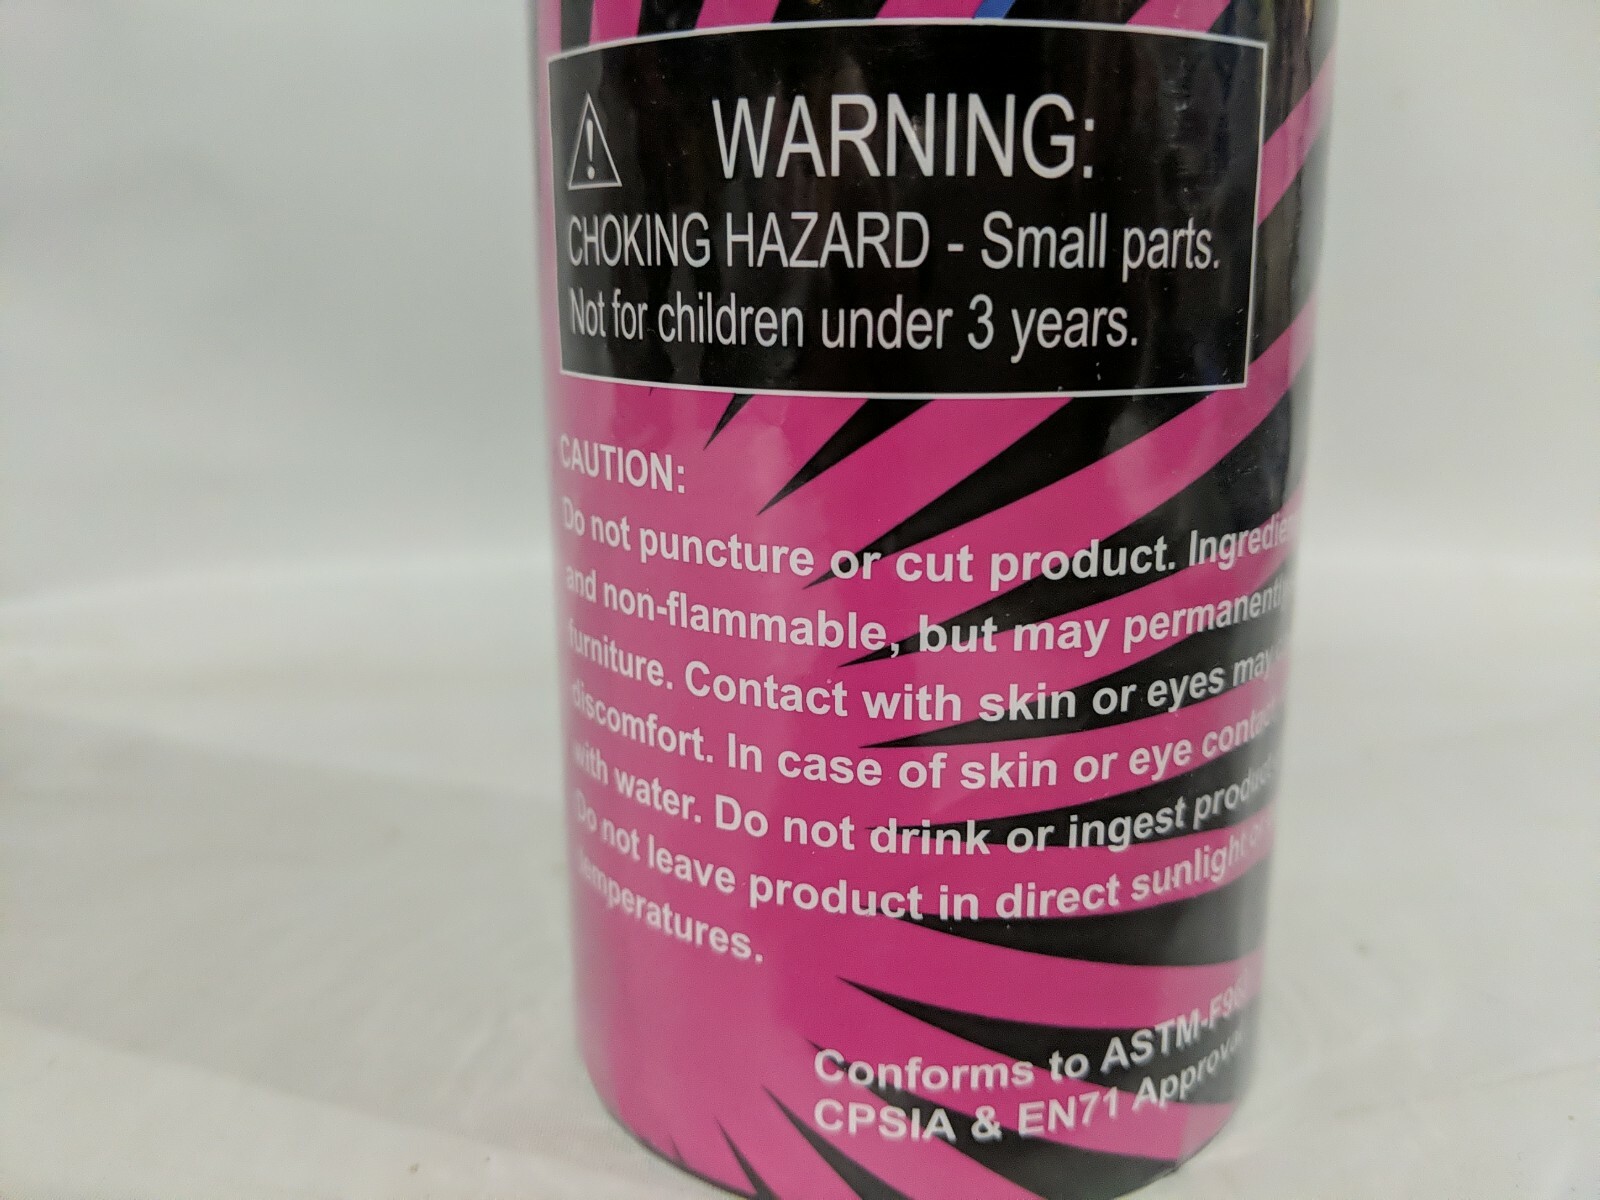 WARNING:
CHOKING HAZARD - Small parts.
Not for children under 3 years.
CAUTION:
Do not puncture or cut product.
and non-flammable, but may
furniture. Contact with skin or eyes may
discomfort. In case of skin or eye
with water. Do not drink or ingest
Do not leave product in direct sunlight
temperatures.
Conforms to
CPSIA & EN71